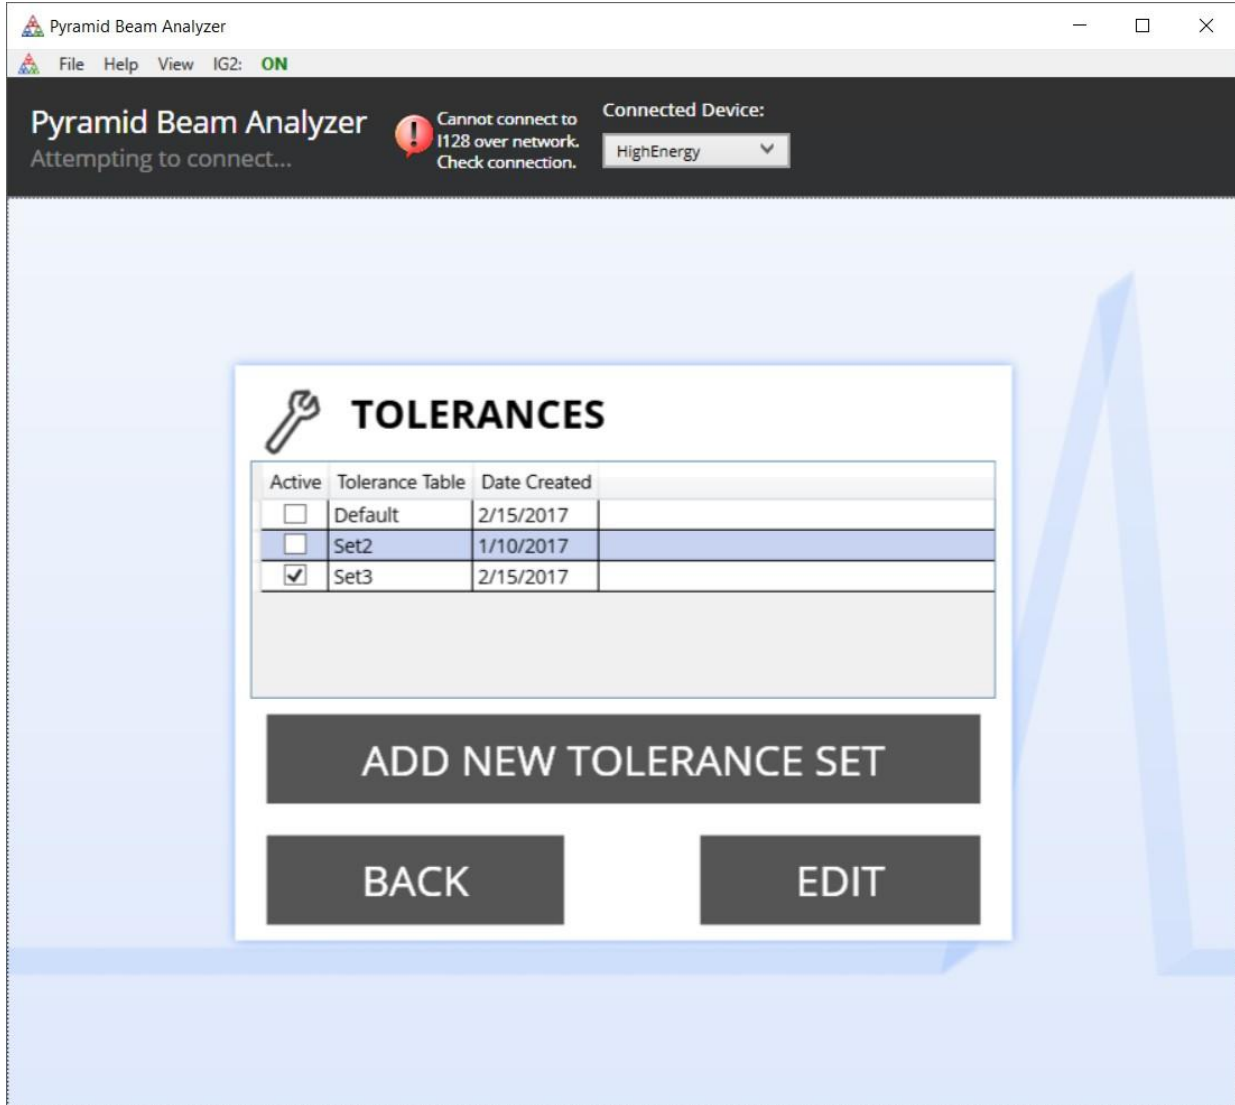 Pyramid Beam Analyzer
File Help View IG2: ON
Pyramid Beam Analyzer
Attempting to connect...
Cannot connect to
I128 over network.
Check connection.
Connected Device:
HighEnergy
TOLERANCES
Active Tolerance Table Date Created
Default 2/15/2017
Set2 1/10/2017
Set3 2/15/2017
ADD NEW TOLERANCE SET
BACK EDIT